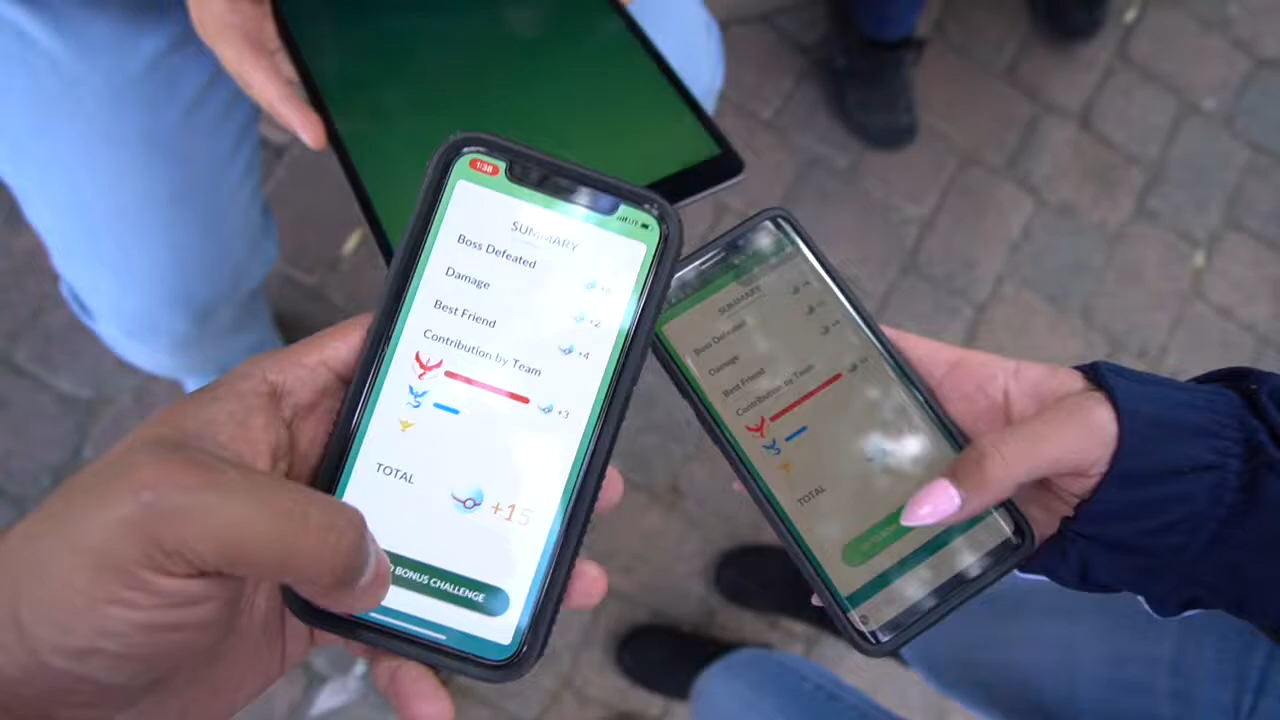 1:38
LTE
SUMMARY
Boss Defeated
Damage
+2
Best Friend
+4
Contribution by Team
+3
TOTAL
+15
BONUS CHALLENGE
SUMMARY
Boss Defeated
Damage
Best Friend
Contribution by Team
TOTAL